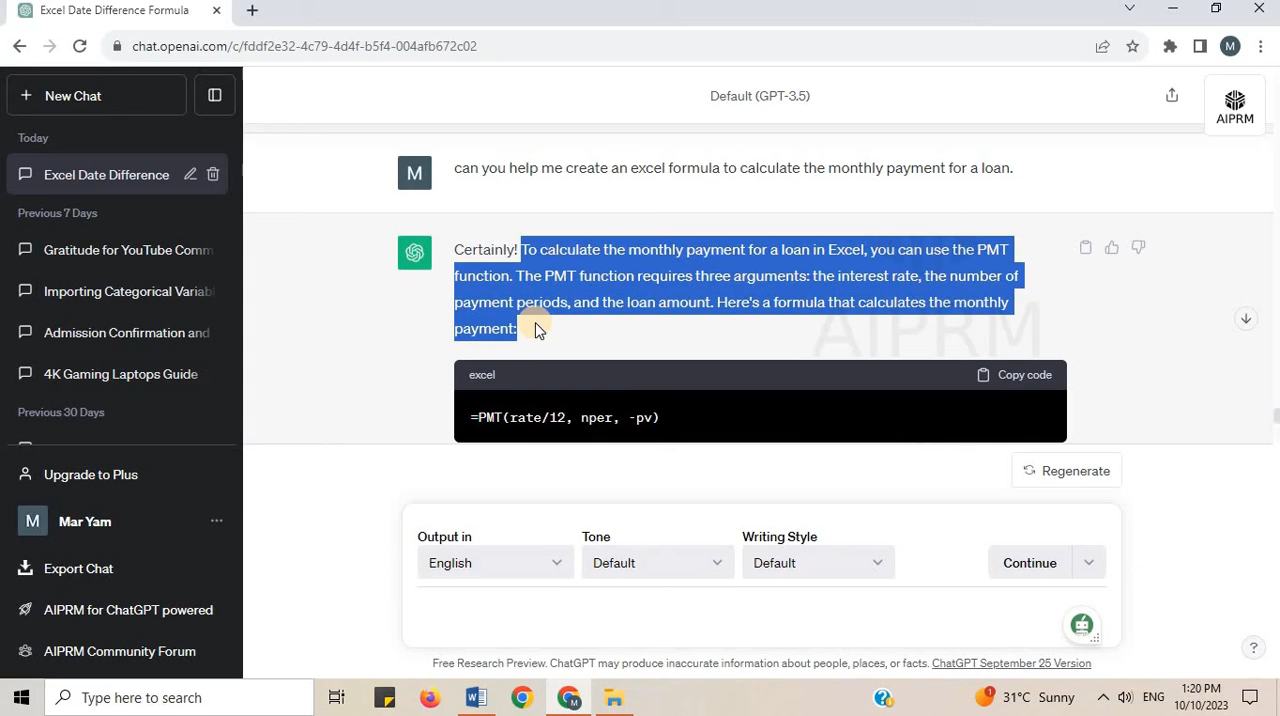 Excel Date Difference Formula
chat.openai.com/c/fddf2e32-4c79-4d4f-b5f4-004afb672c02
M
New Chat
Default (GPT-3.5)
AIPRM
Today
Excel Date Difference
Previous 7 Days
Gratitude for YouTube Comm
Importing Categorical Variab
Admission Confirmation and
4K Gaming Laptops Guide
Previous 30 Days
Upgrade to Plus
M Mar Yam
Export Chat
AIPRM for ChatGPT powered
AIPRM Community Forum
M can you help me create an excel formula to calculate the monthly payment for a loan.
Certainly! To calculate the monthly payment for a loan in Excel, you can use the PMT
function. The PMT function requires three arguments: the interest rate, the number of
payment periods, and the loan amount. Here's a formula that calculates the monthly
payment:
AIPRM
excel Copy code
=PMT(rate/12, nper, -pv)
Regenerate
Output in Tone Writing Style
English Default Default Continue
Free Research Preview. ChatGPT may produce inaccurate information about people, places, or facts. ChatGPT September 25 Version
?
Type here to search
1 31°C Sunny ENG 1:20 PM
10/10/2023